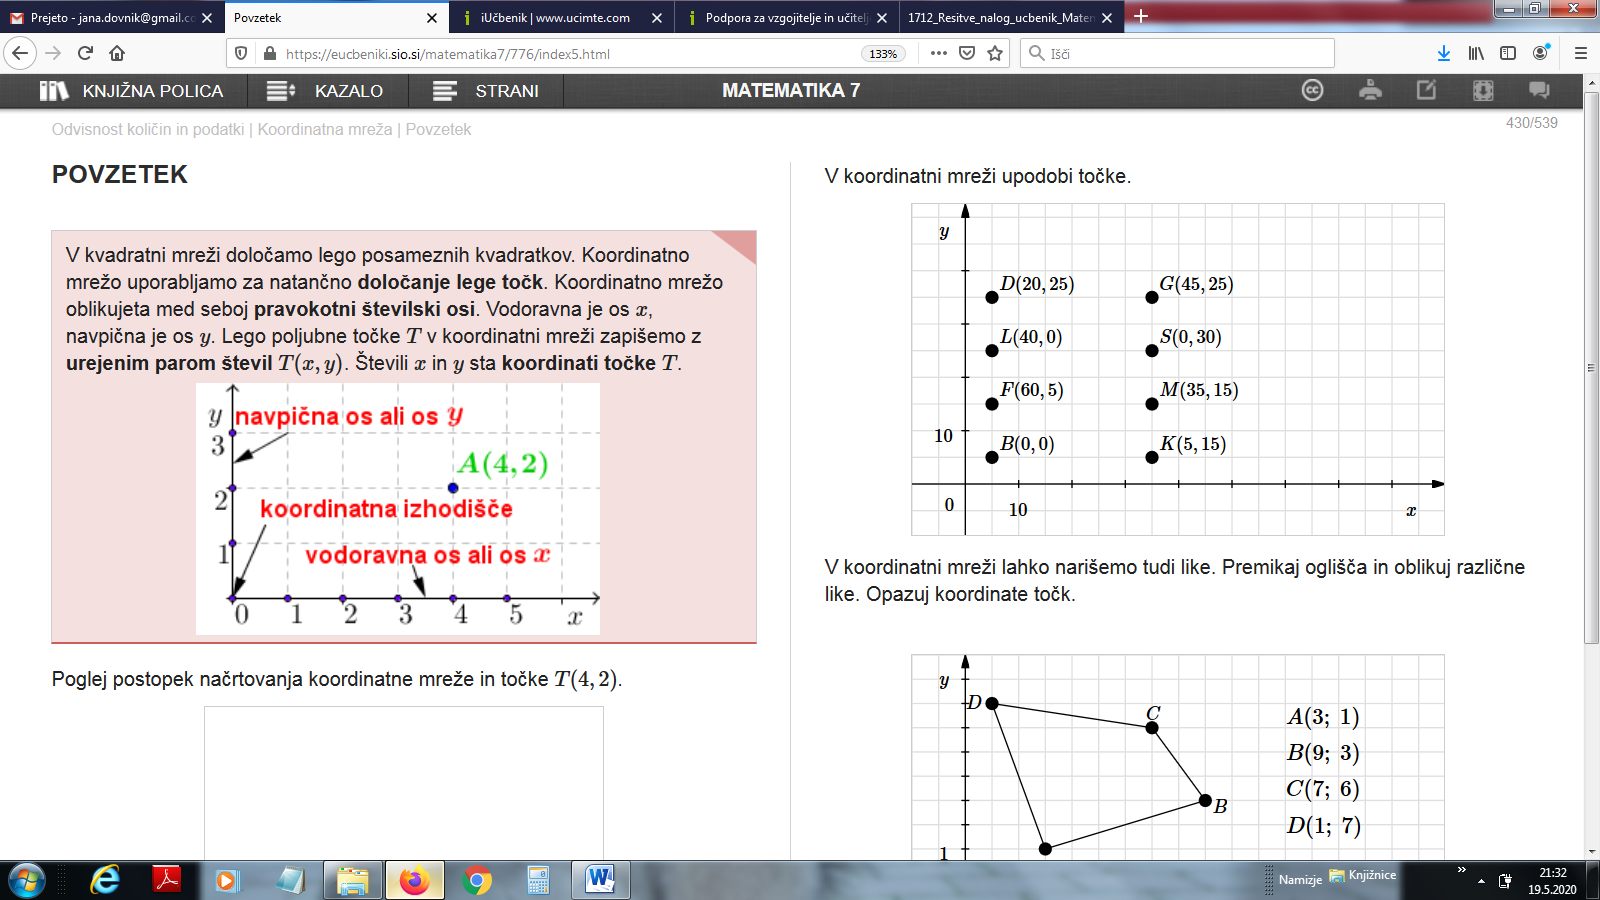 Prejeto - jana.dovnik@gmail.cc
Povzetek
iUčbenik | www.ucimte.com
Podpora za vzgojitelje in učitelj
1712_Resitve_nalog_ucbenik_Maten
https://eucbeniki.sio.si/matematika7/776/index5.html
133%
Išči
KNJIŽNA POLICA
KAZALO
STRANI
MATEMATIKA 7
Odvisnost količin in podatki | Koordinatna mreža | Povzetek
430/539
POVZETEK
V kvadratni mreži določamo lego posameznih kvadratkov. Koordinatno
mrežo uporabljamo za natančno določanje lege točk. Koordinatno mrežo
oblikujeta med seboj pravokotni številski osi. Vodoravna je os x,
navpična je os y. Lego poljubne točke T v koordinatni mreži zapišemo z
urejenim parom števil T(x, y). Števili x in y sta koordinati točke T.
y navpična os ali os y
3
A(4, 2)
2
koordinatna izhodišče
1
vodoravna os ali os x
0 1 2 3 4 5 x
Poglej postopek načrtovanja koordinatne mreže in točke T(4, 2).
V koordinatni mreži upodobi točke.
y
D(20, 25) G(45, 25)
L(40, 0) S(0, 30)
F(60, 5) M(35, 15)
10
B(0, 0) K(5, 15)
0 10 x
V koordinatni mreži lahko narišemo tudi like. Premikaj oglišča in oblikuj različne
like. Opazuj koordinate točk.
y
D
C
B
1
A(3; 1)
B(9; 3)
C(7; 6)
D(1; 7)
Namizje
Knjižnice
21:32
19.5.2020